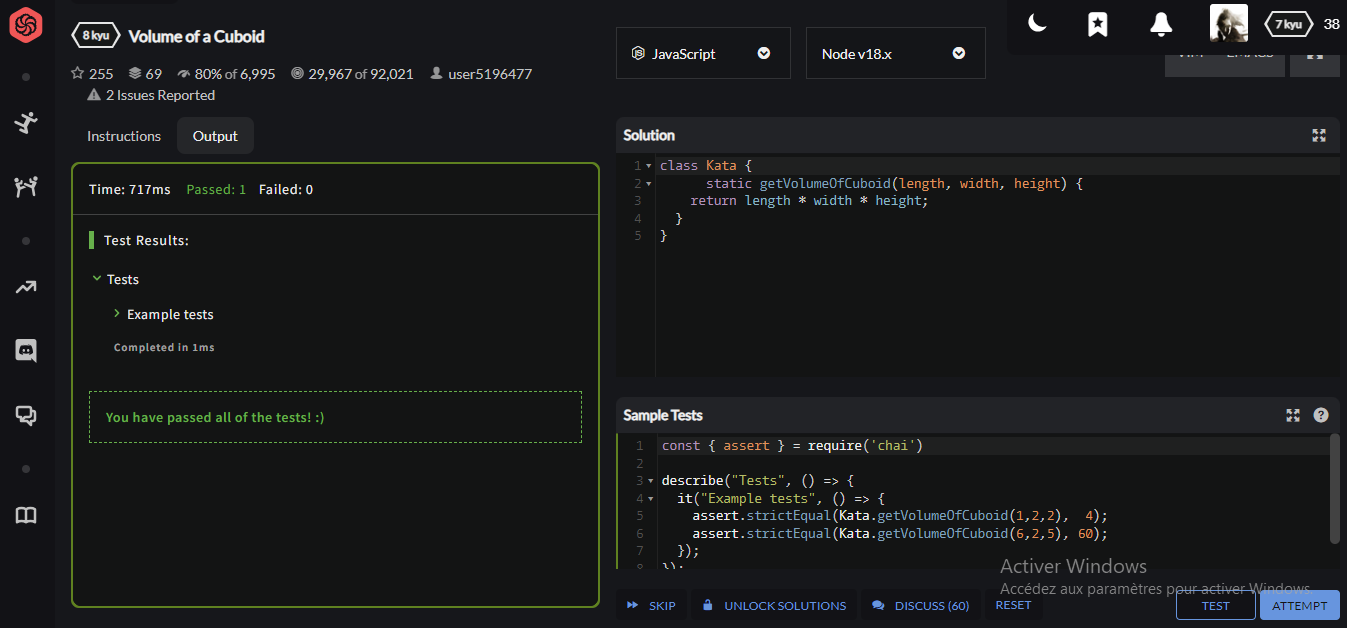 8 kyu Volume of a Cuboid
255 69 80% of 6,995 29,967 of 92,021 user5196477
2 Issues Reported
Instructions Output
Time: 717ms Passed: 1 Failed: 0
Test Results:
Tests
Example tests
Completed in 1ms
You have passed all of the tests! :)
JavaScript
Node v18.x
7 kyu 38
VIM EMACS
Solution
1 class Kata {
2 static getVolumeOfCuboid(length, width, height) {
3 return length * width * height;
4 }
5 }
Sample Tests
1 const { assert } = require('chai')
2
3 describe("Tests", () => {
4 it("Example tests", () => {
5 assert.strictEqual(Kata.getVolumeOfCuboid(1,2,2), 4);
6 assert.strictEqual(Kata.getVolumeOfCuboid(6,2,5), 60);
7 });
8 });
Activer Windows
Accédez aux paramètres pour activer Windows.
SKIP UNLOCK SOLUTIONS DISCUSS (60) RESET TEST ATTEMPT